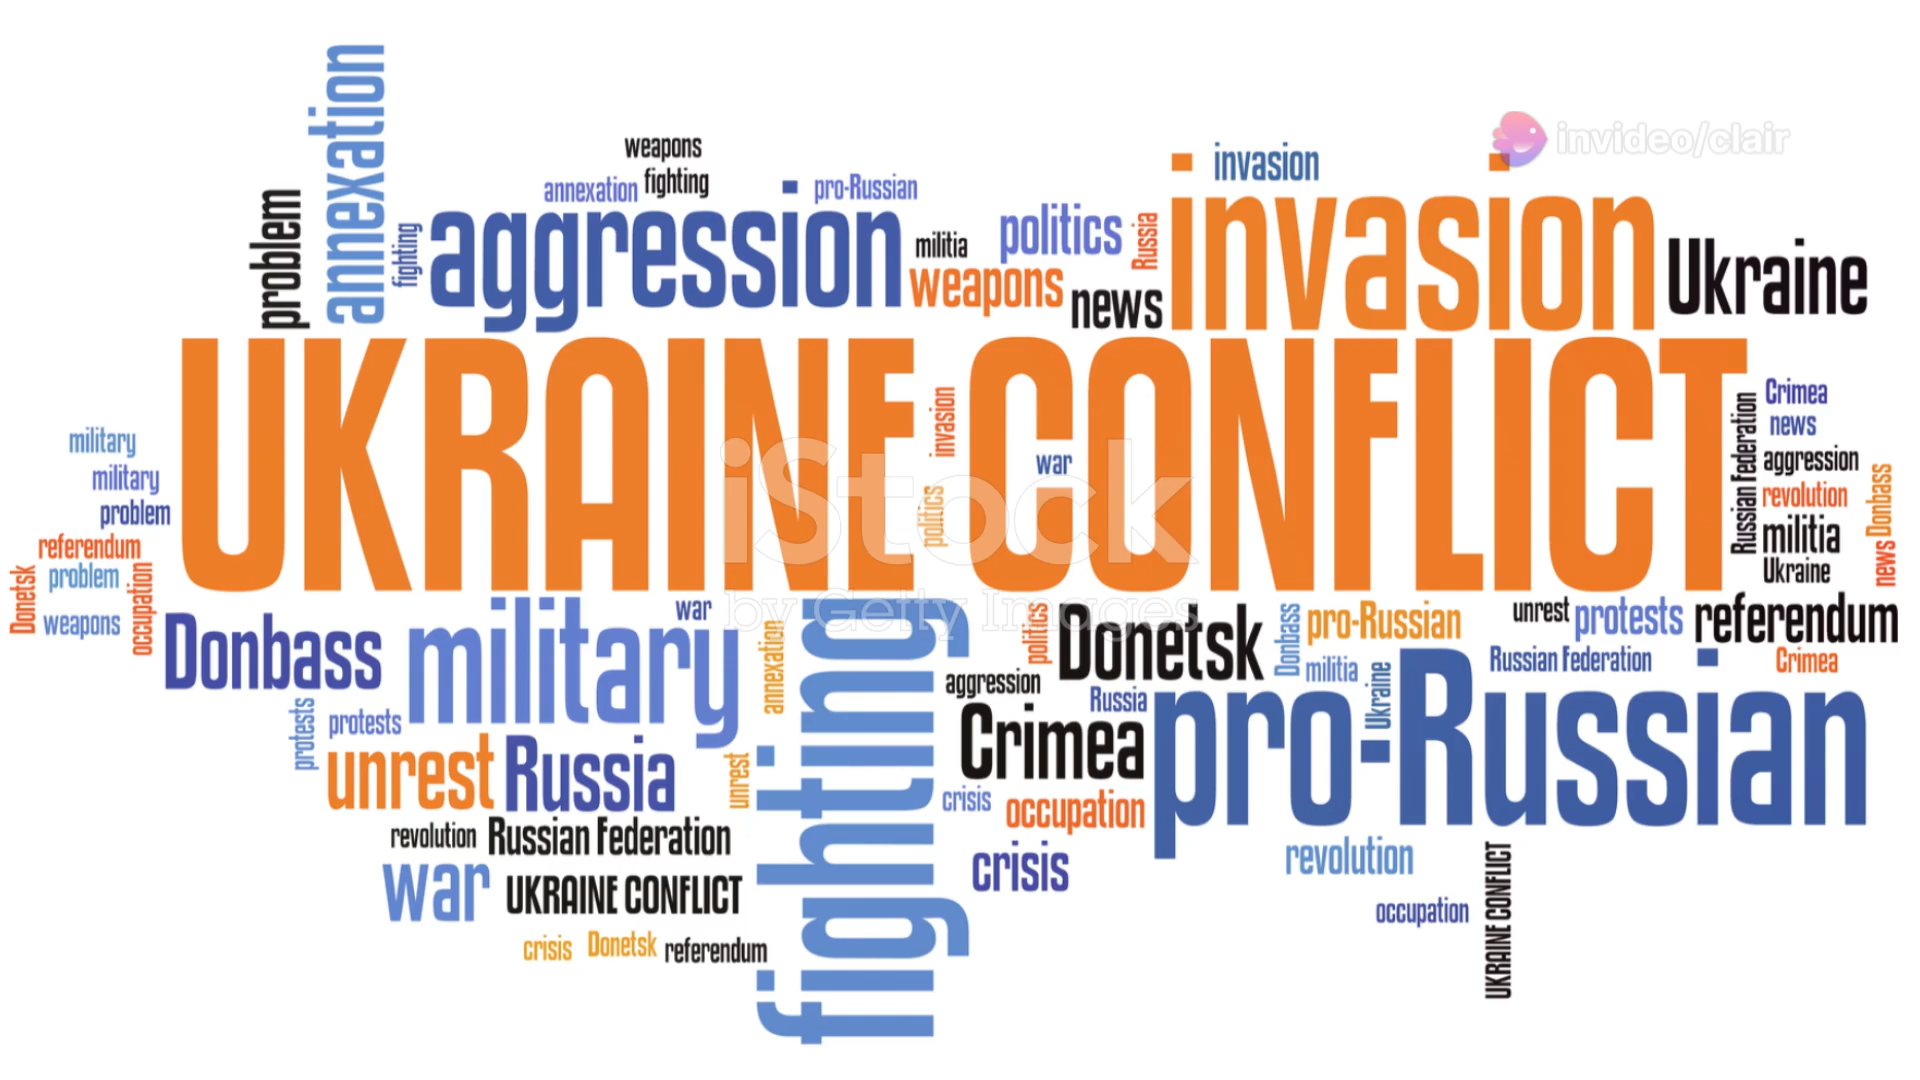 annexation
problem
weapons
fighting
annexation
pro-Russian
fighting
aggression
militia
weapons
politics
Russia
news
invasion
invasion
invideo/clair
Ukraine
UKRAINE CONFLICT
invasion
politics
war
iStock
by Getty Images
military
military
problem
referendum
problem
Donetsk
weapons
occupation
Crimea
news
Russian Federation
aggression
revolution
Donbass
militia
news
Ukraine
Donbass
military
war
annexation
fighting
politics
Donetsk
Donbass
pro-Russian
militia
Ukraine
unrest
protests
referendum
Russian Federation
Crimea
protests
protests
aggression
Russia
Crimea
pro-Russian
unrest
Russia
unrest
crisis
occupation
revolution
Russian Federation
war
UKRAINE CONFLICT
crisis
revolution
occupation
UKRAINE CONFLICT
crisis
Donetsk
referendum